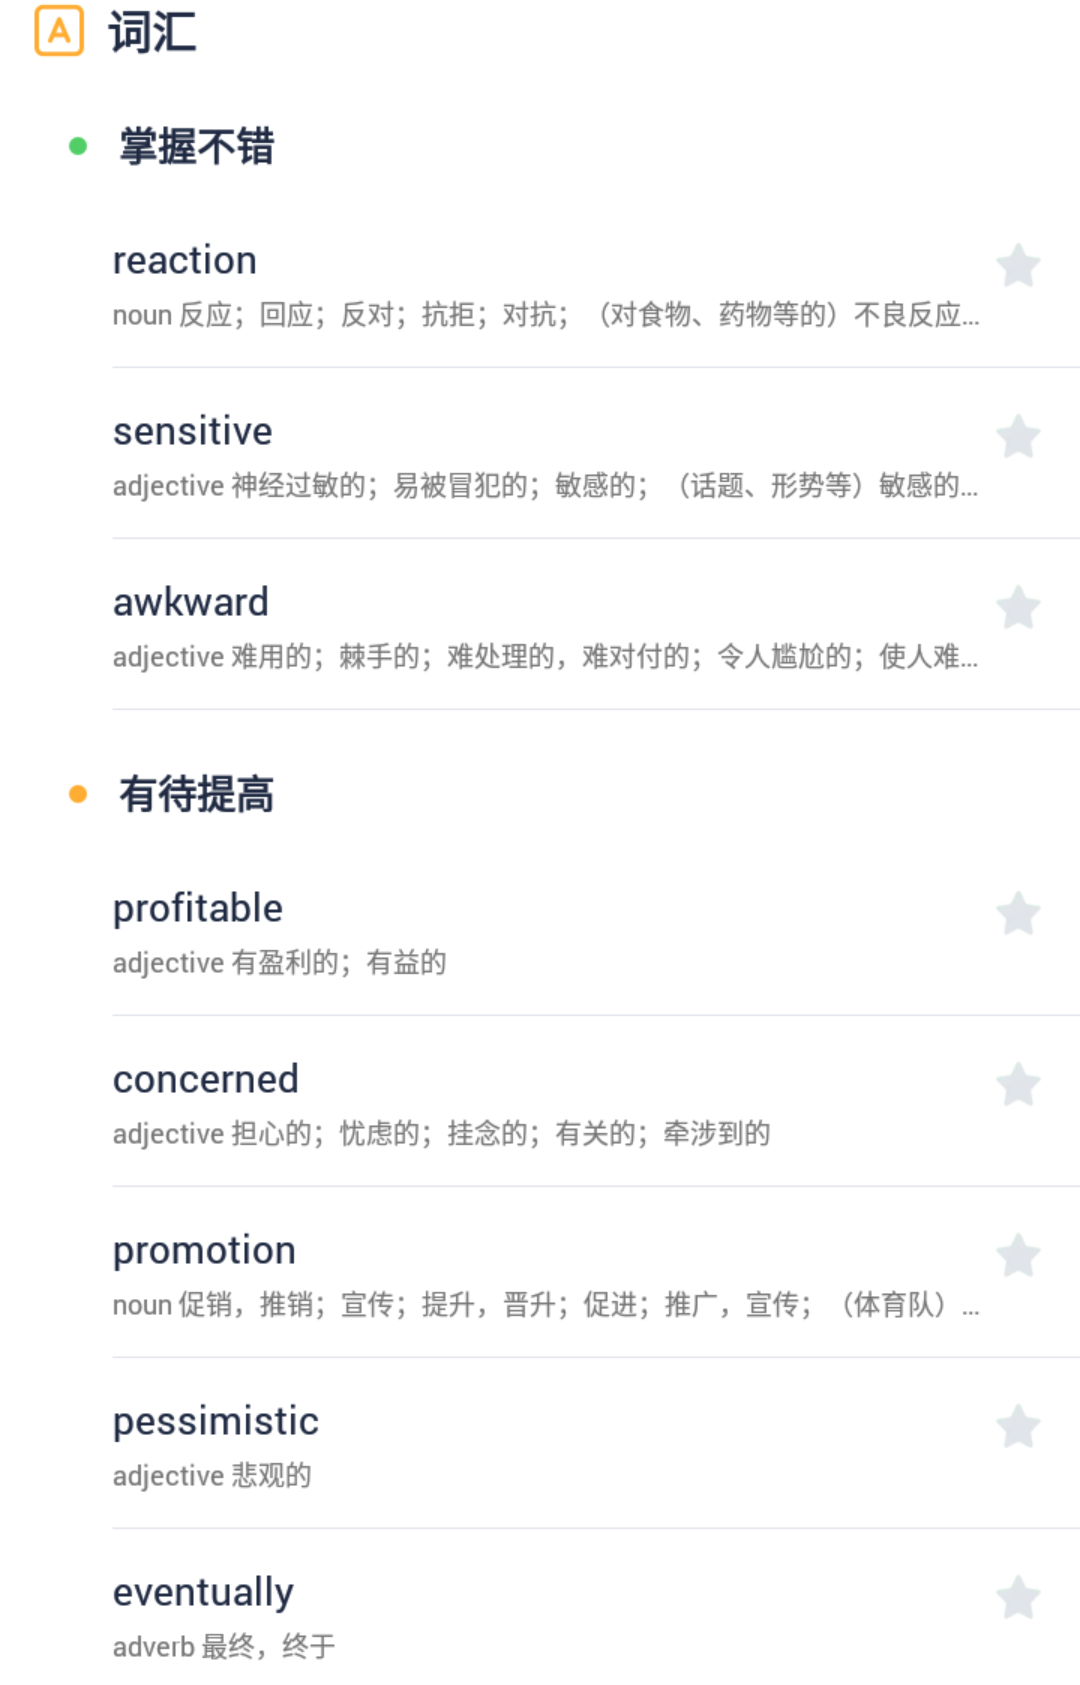 A 词汇
掌握不错
reaction
noun 反应；回应；反对；抗拒；对抗；（对食物、药物等的）不良反应...
sensitive
adjective 神经过敏的；易被冒犯的；敏感的；（话题、形势等）敏感的...
awkward
adjective 难用的；棘手的；难处理的，难对付的；令人尴尬的；使人难...
有待提高
profitable
adjective 有盈利的；有益的
concerned
adjective 担心的；忧虑的；挂念的；有关的；牵涉到的
promotion
noun 促销，推销；宣传；提升，晋升；促进；推广，宣传；（体育队）...
pessimistic
adjective 悲观的
eventually
adverb 最终，终于